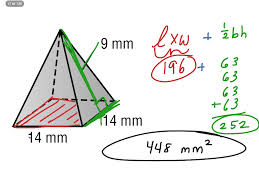 9 mm
14 mm
14 mm
l x w + ½ bh
196 + 63
63
63
+ 63
252
448 mm²